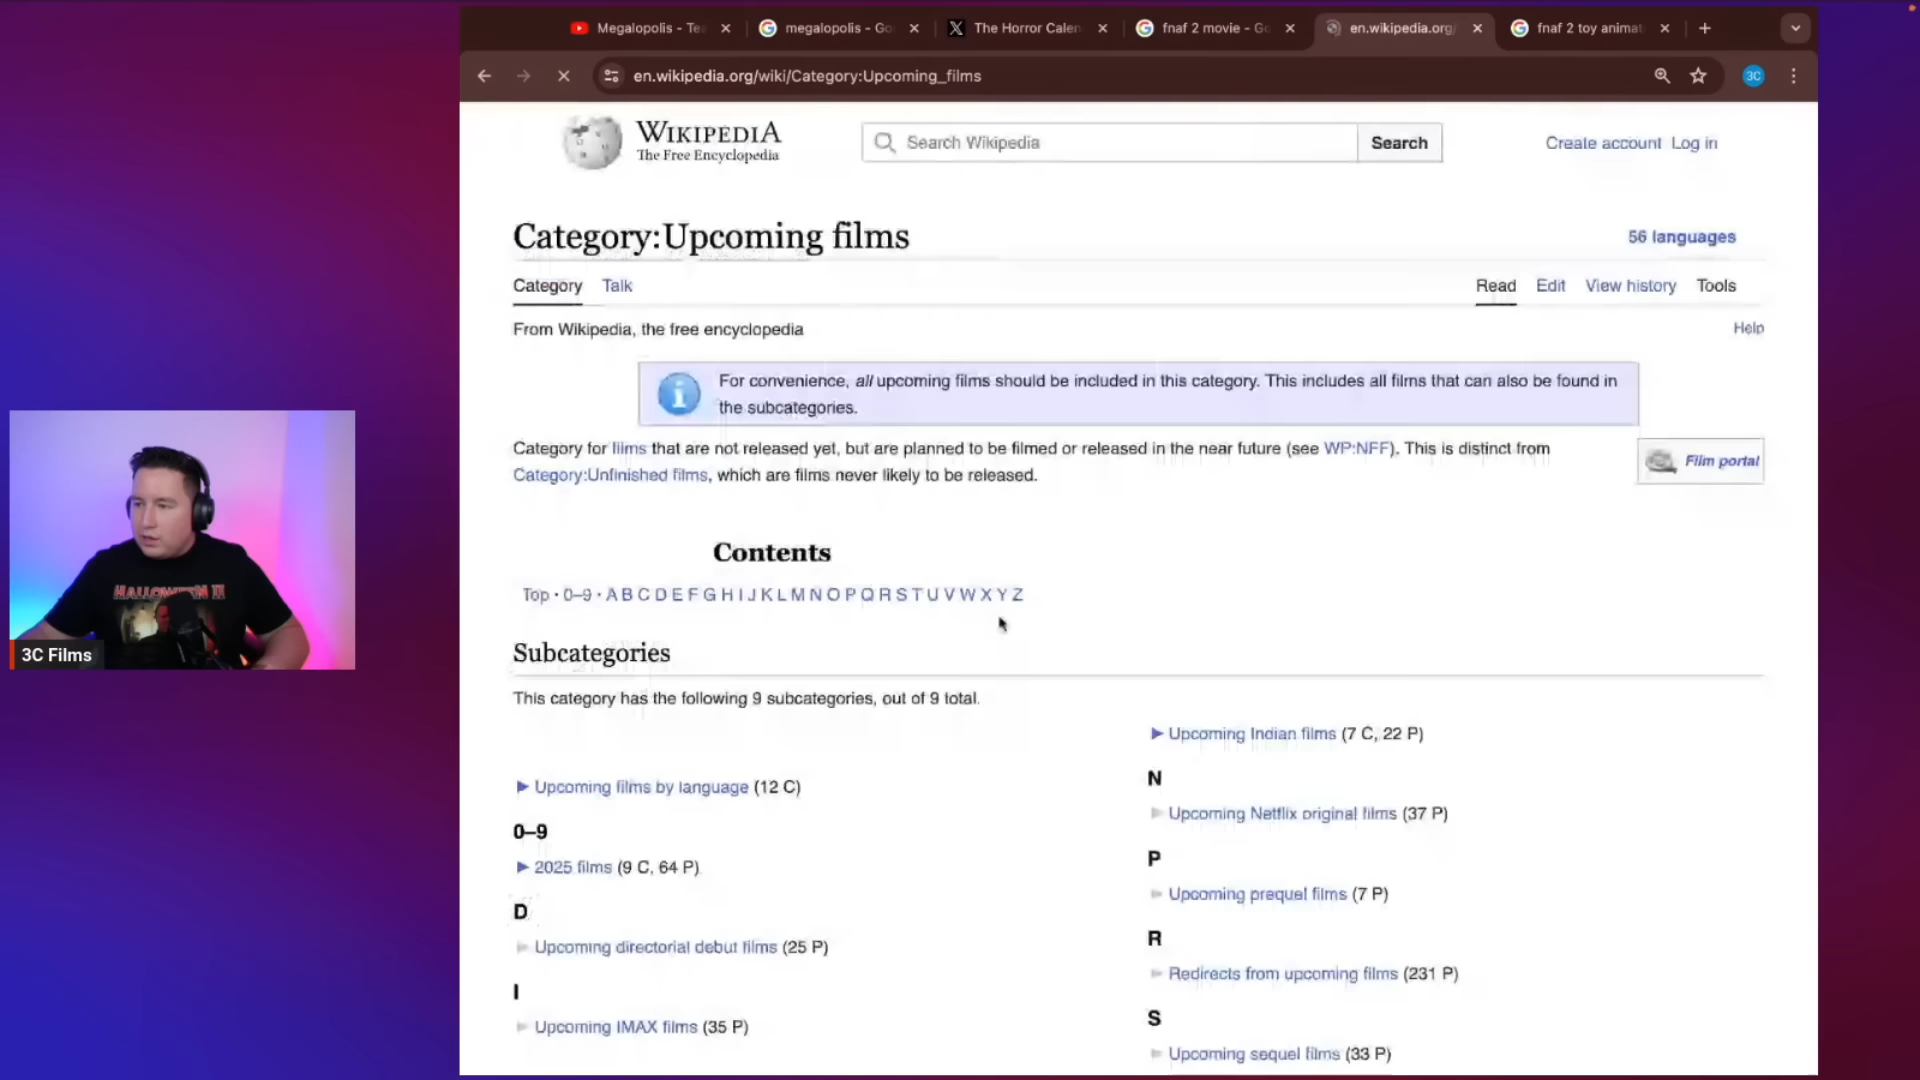 Megalopolis - Te
megalopolis - Go
The Horror Calen
fnaf 2 movie - Go
en.wikipedia.org/
fnaf 2 toy animat
en.wikipedia.org/wiki/Category:Upcoming_films
3C
WIKIPEDIA
The Free Encyclopedia
Search Wikipedia
Search
Create account Log in
Category:Upcoming films
56 languages
Category Talk
Read Edit View history Tools
From Wikipedia, the free encyclopedia
Help
For convenience, all upcoming films should be included in this category. This includes all films that can also be found in
the subcategories.
Category for films that are not released yet, but are planned to be filmed or released in the near future (see WP:NFF). This is distinct from
Category:Unfinished films, which are films never likely to be released.
Film portal
Contents
Top · 0–9 · A B C D E F G H I J K L M N O P Q R S T U V W X Y Z
Subcategories
This category has the following 9 subcategories, out of 9 total.
► Upcoming films by language (12 C)
0–9
► 2025 films (9 C, 64 P)
D
► Upcoming directorial debut films (25 P)
I
► Upcoming IMAX films (35 P)
► Upcoming Indian films (7 C, 22 P)
N
► Upcoming Netflix original films (37 P)
P
► Upcoming prequel films (7 P)
R
► Redirects from upcoming films (231 P)
S
► Upcoming sequel films (33 P)
HALLOWEEN II
3C Films